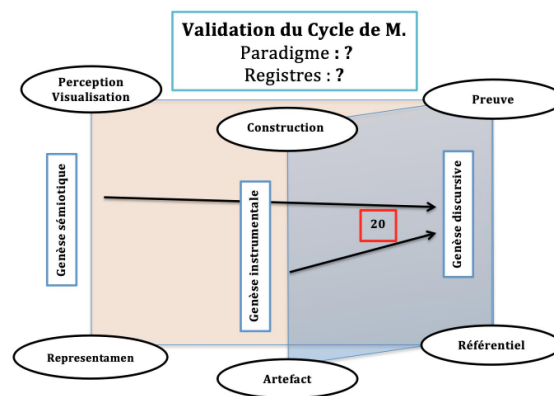 Validation du Cycle de M.
Paradigme : ?
Registres : ?
Perception
Visualisation
Preuve
Construction
Genèse sémiotique
Genèse instrumentale
20
Genèse discursive
Representamen
Référentiel
Artefact